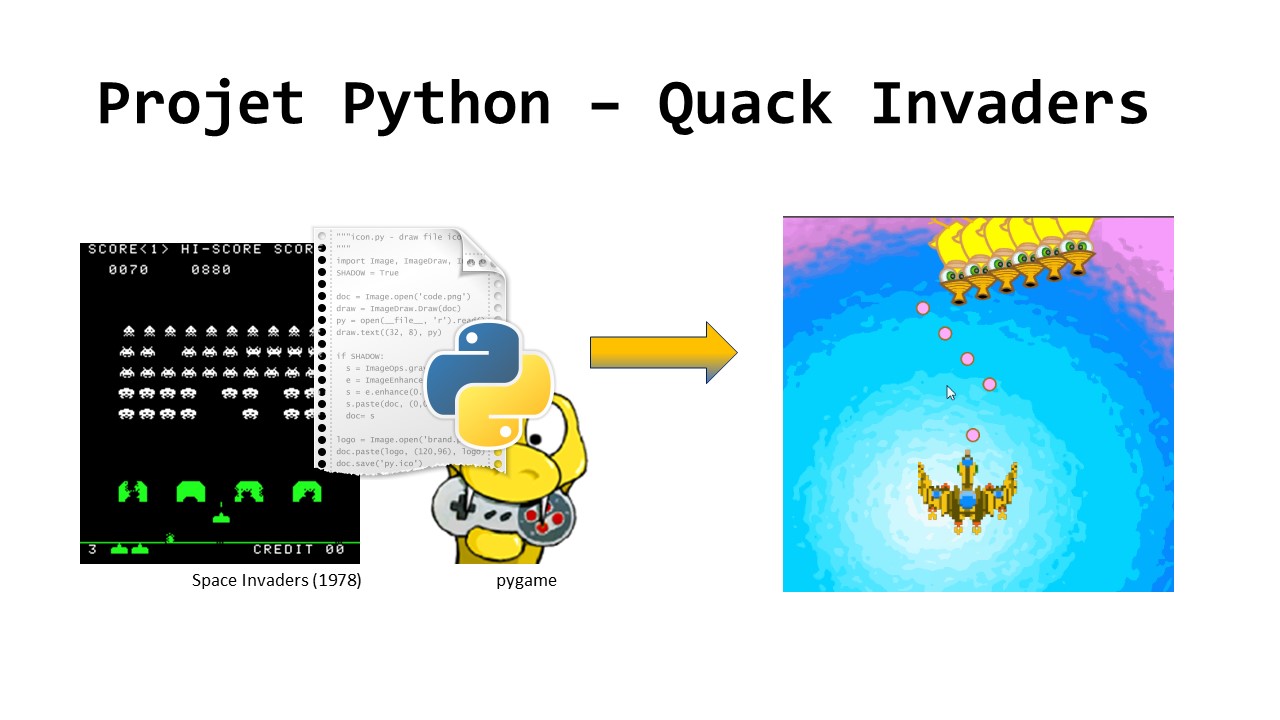 Projet Python – Quack Invaders
SCORE<1> HI-SCORE SCOR
0070 0880
"""icon.py - draw file ico
"""
import Image, ImageDraw, I
SHADOW = True
doc = Image.open('code.png')
draw = ImageDraw.Draw(doc)
py = open(__file__, 'r').read()
draw.text((32, 8), py)
if SHADOW:
s = ImageOps.gra
e = ImageEnhance
s = e.enhance(0.
s.paste(doc, (0,0
doc= s
logo = Image.open('brand.p
doc.paste(logo, (120,96), logo)
doc.save('py.ico')
3 CREDIT 00
Space Invaders (1978)
pygame